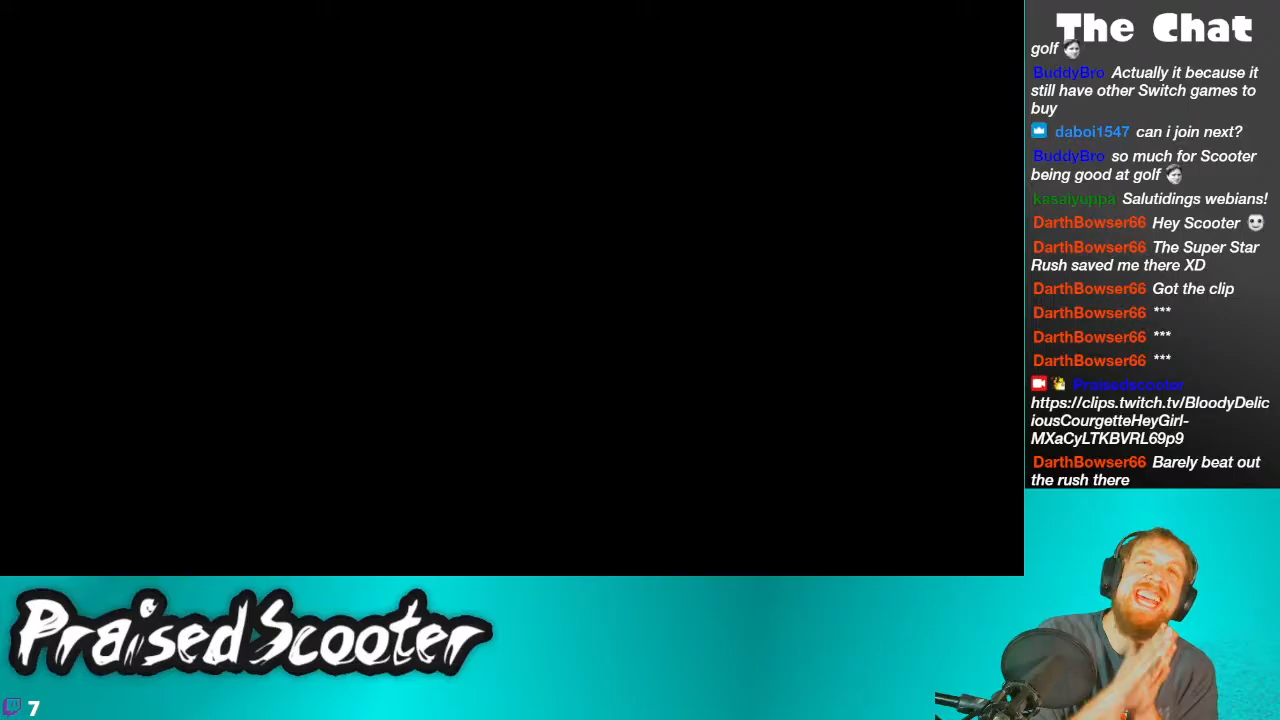 The Chat
golf
BuddyBro Actually it because it
still have other Switch games to
buy
daboi1547 can i join next?
BuddyBro so much for Scooter
being good at golf
kasaiyuppa Salutidings webians!
DarthBowser66 Hey Scooter
DarthBowser66 The Super Star
Rush saved me there XD
DarthBowser66 Got the clip
DarthBowser66 ***
DarthBowser66 ***
DarthBowser66 ***
Praisedscooter
https://clips.twitch.tv/BloodyDelic
iousCourgetteHeyGirl-
MXaCyLTKBVRL69p9
DarthBowser66 Barely beat out
the rush there
PraisedScooter
7